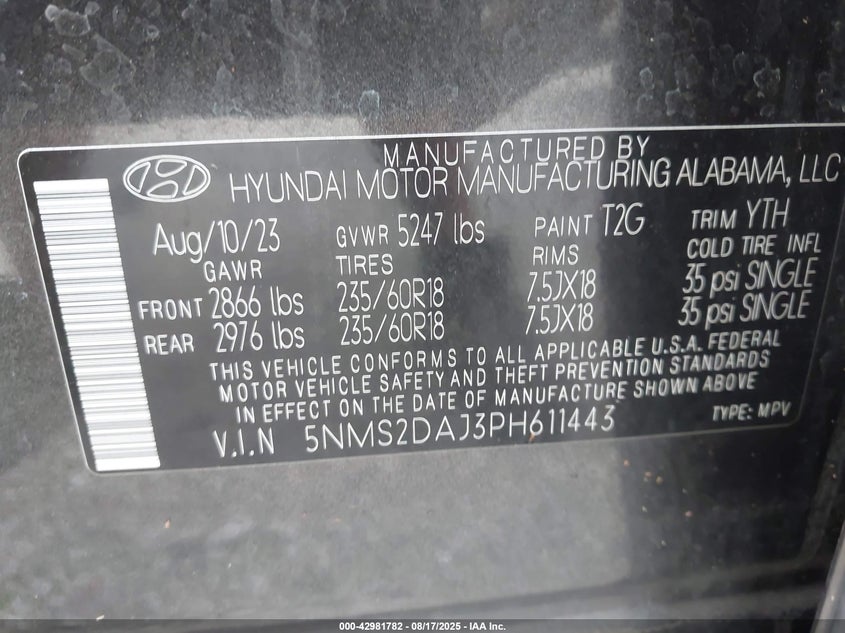 MANUFACTURED BY
HYUNDAI MOTOR MANUFACTURING ALABAMA, LLC
Aug/10/23 GVWR 5247 lbs PAINT T2G TRIM YTH
GAWR TIRES RIMS COLD TIRE INFL
FRONT 2866 lbs 235/60R18 7.5JX18 35 psi SINGLE
REAR 2976 lbs 235/60R18 7.5JX18 35 psi SINGLE
THIS VEHICLE CONFORMS TO ALL APPLICABLE U.S.A. FEDERAL
MOTOR VEHICLE SAFETY AND THEFT PREVENTION STANDARDS
IN EFFECT ON THE DATE OF MANUFACTURE SHOWN ABOVE
V.I.N 5NMS2DAJ3PH611443 TYPE: MPV
000-42981782 - 08/17/2025 - IAA Inc.